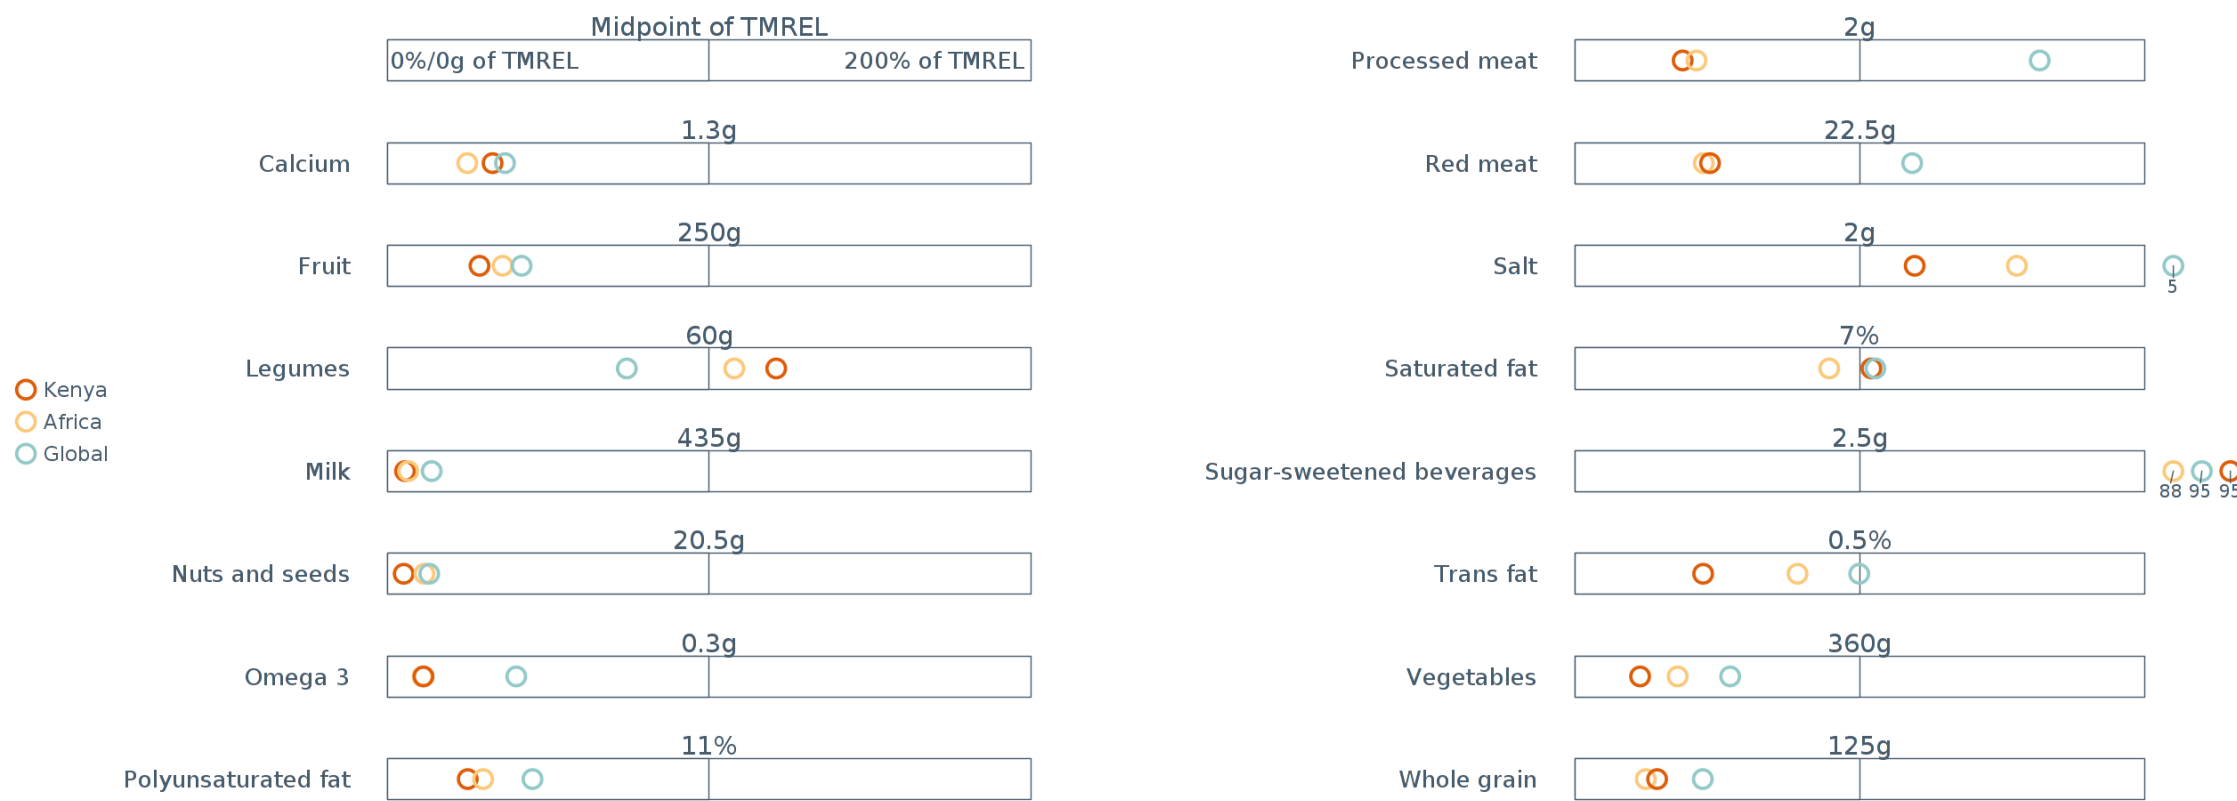 Midpoint of TMREL
0%/0g of TMREL 200% of TMREL
1.3g
Calcium
250g
Fruit
60g
Legumes
435g
Milk
20.5g
Nuts and seeds
0.3g
Omega 3
11%
Polyunsaturated fat
Kenya
Africa
Global
2g
Processed meat
22.5g
Red meat
2g
Salt
5
7%
Saturated fat
2.5g
Sugar-sweetened beverages
88 95 95
0.5%
Trans fat
360g
Vegetables
125g
Whole grain